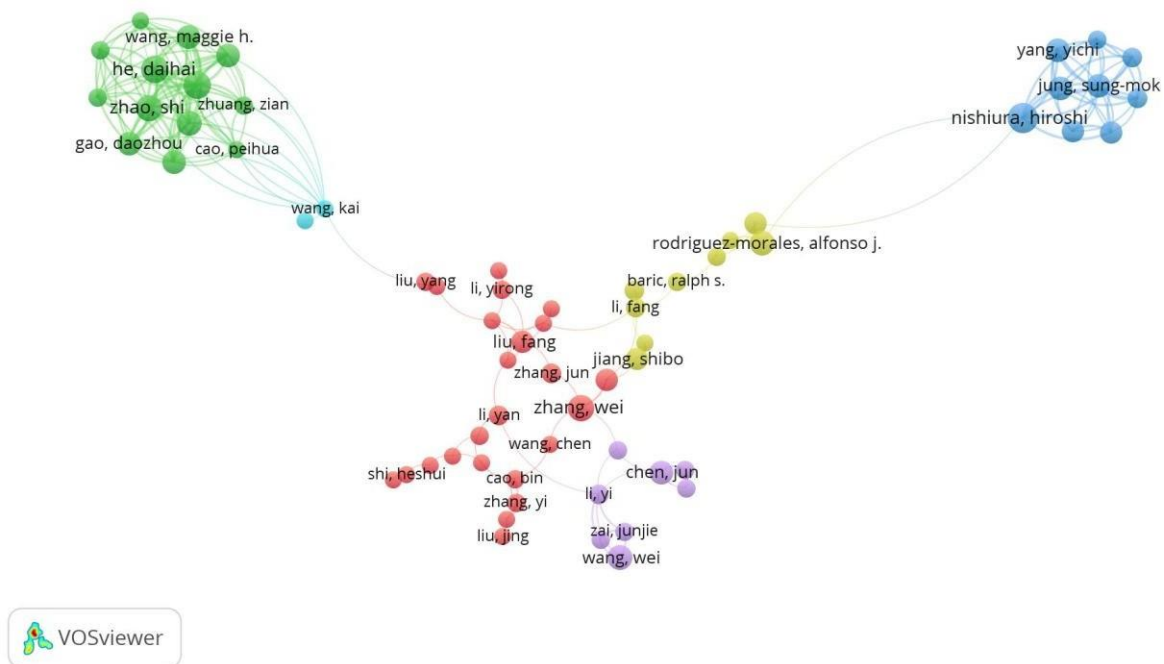 wang, maggie h.
he, daihai
zhao, shi
zhuang, zian
gao, daozhou
cao, peihua
wang, kai
yang, yichi
jung, sung-mok
nishiura, hiroshi
rodriguez-morales, alfonso j.
liu, yang
li, yirong
baric, ralph s.
li, fang
liu, fang
jiang, shibo
zhang, jun
zhang, wei
li, yan
wang, chen
shi, heshui
cao, bin
chen, jun
zhang, yi
li, yi
liu, jing
zai, junjie
wang, wei
VOSviewer